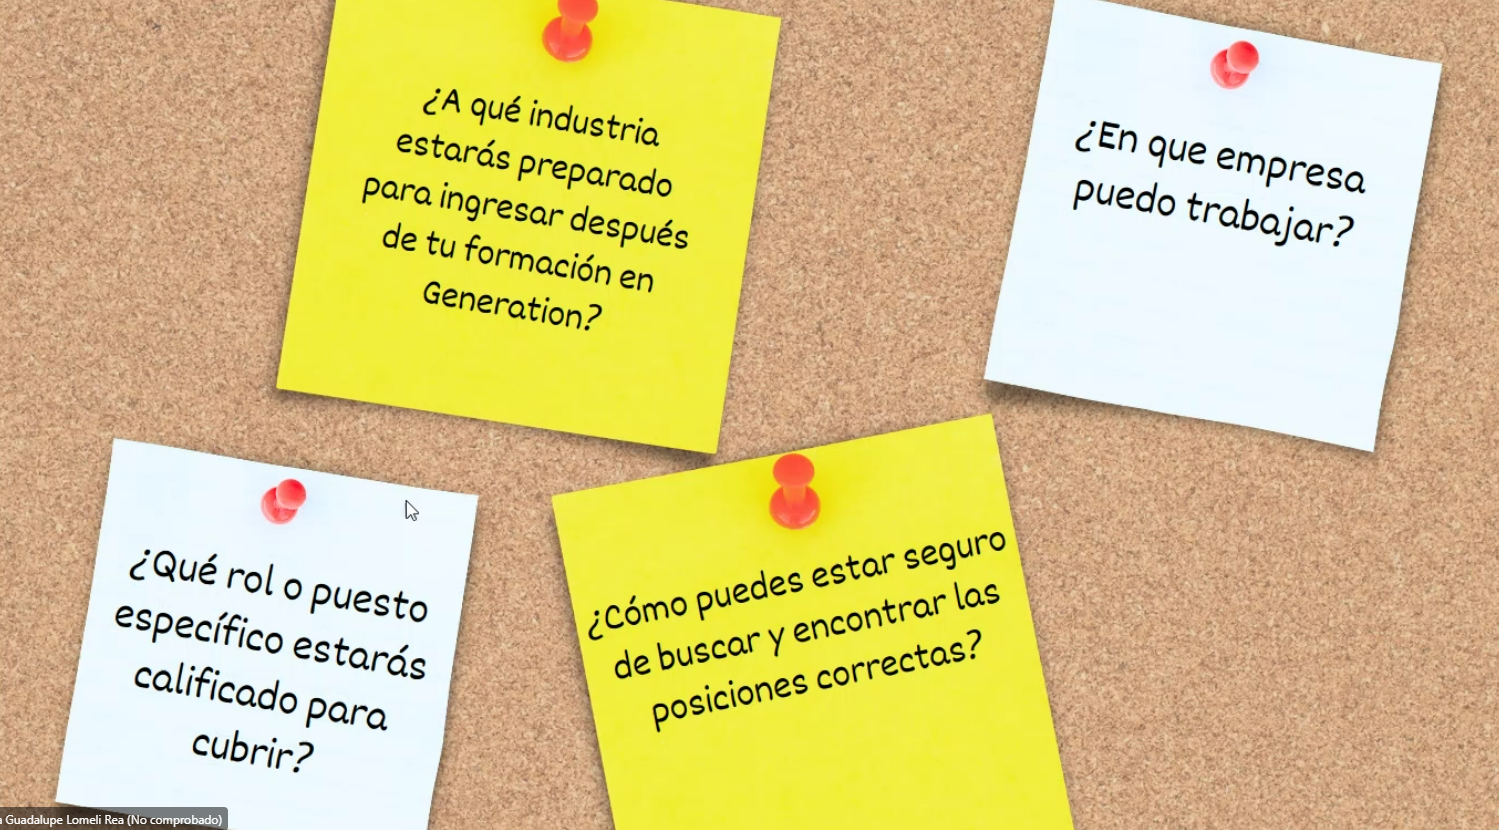 ¿A qué industria
estarás preparado
para ingresar después
de tu formación en
Generation?
¿En que empresa
puedo trabajar?
¿Qué rol o puesto
específico estarás
calificado para
cubrir?
¿Cómo puedes estar seguro
de buscar y encontrar las
posiciones correctas?
a Guadalupe Lomeli Rea (No comprobado)